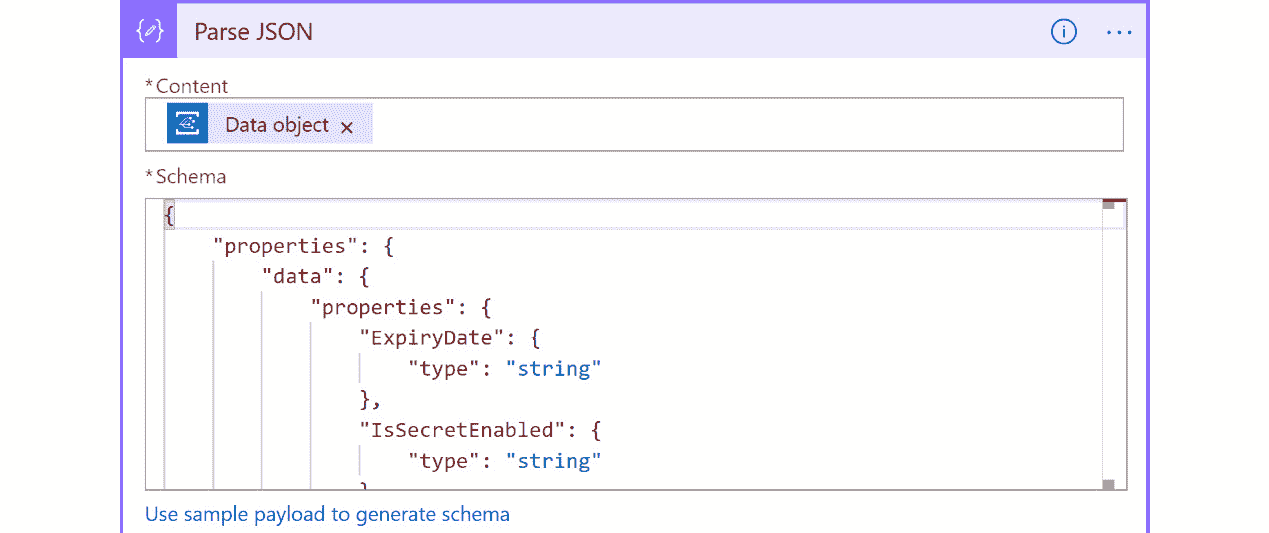 Parse JSON
*Content
Data object ×
*Schema
{
"properties": {
"data": {
"properties": {
"ExpiryDate": {
"type": "string"
},
"IsSecretEnabled": {
"type": "string"
}
Use sample payload to generate schema